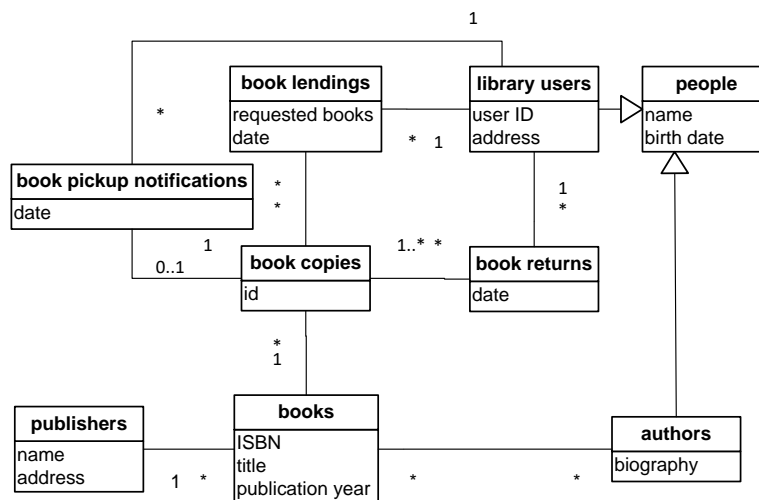 1
book lendings
requested books
date
library users
user ID
address
people
name
birth date
*
* 1
book pickup notifications
date
*
*
1
*
1
0..1
1..* *
book copies
id
book returns
date
*
1
publishers
name
address
books
ISBN
title
publication year
authors
biography
1 *
* *